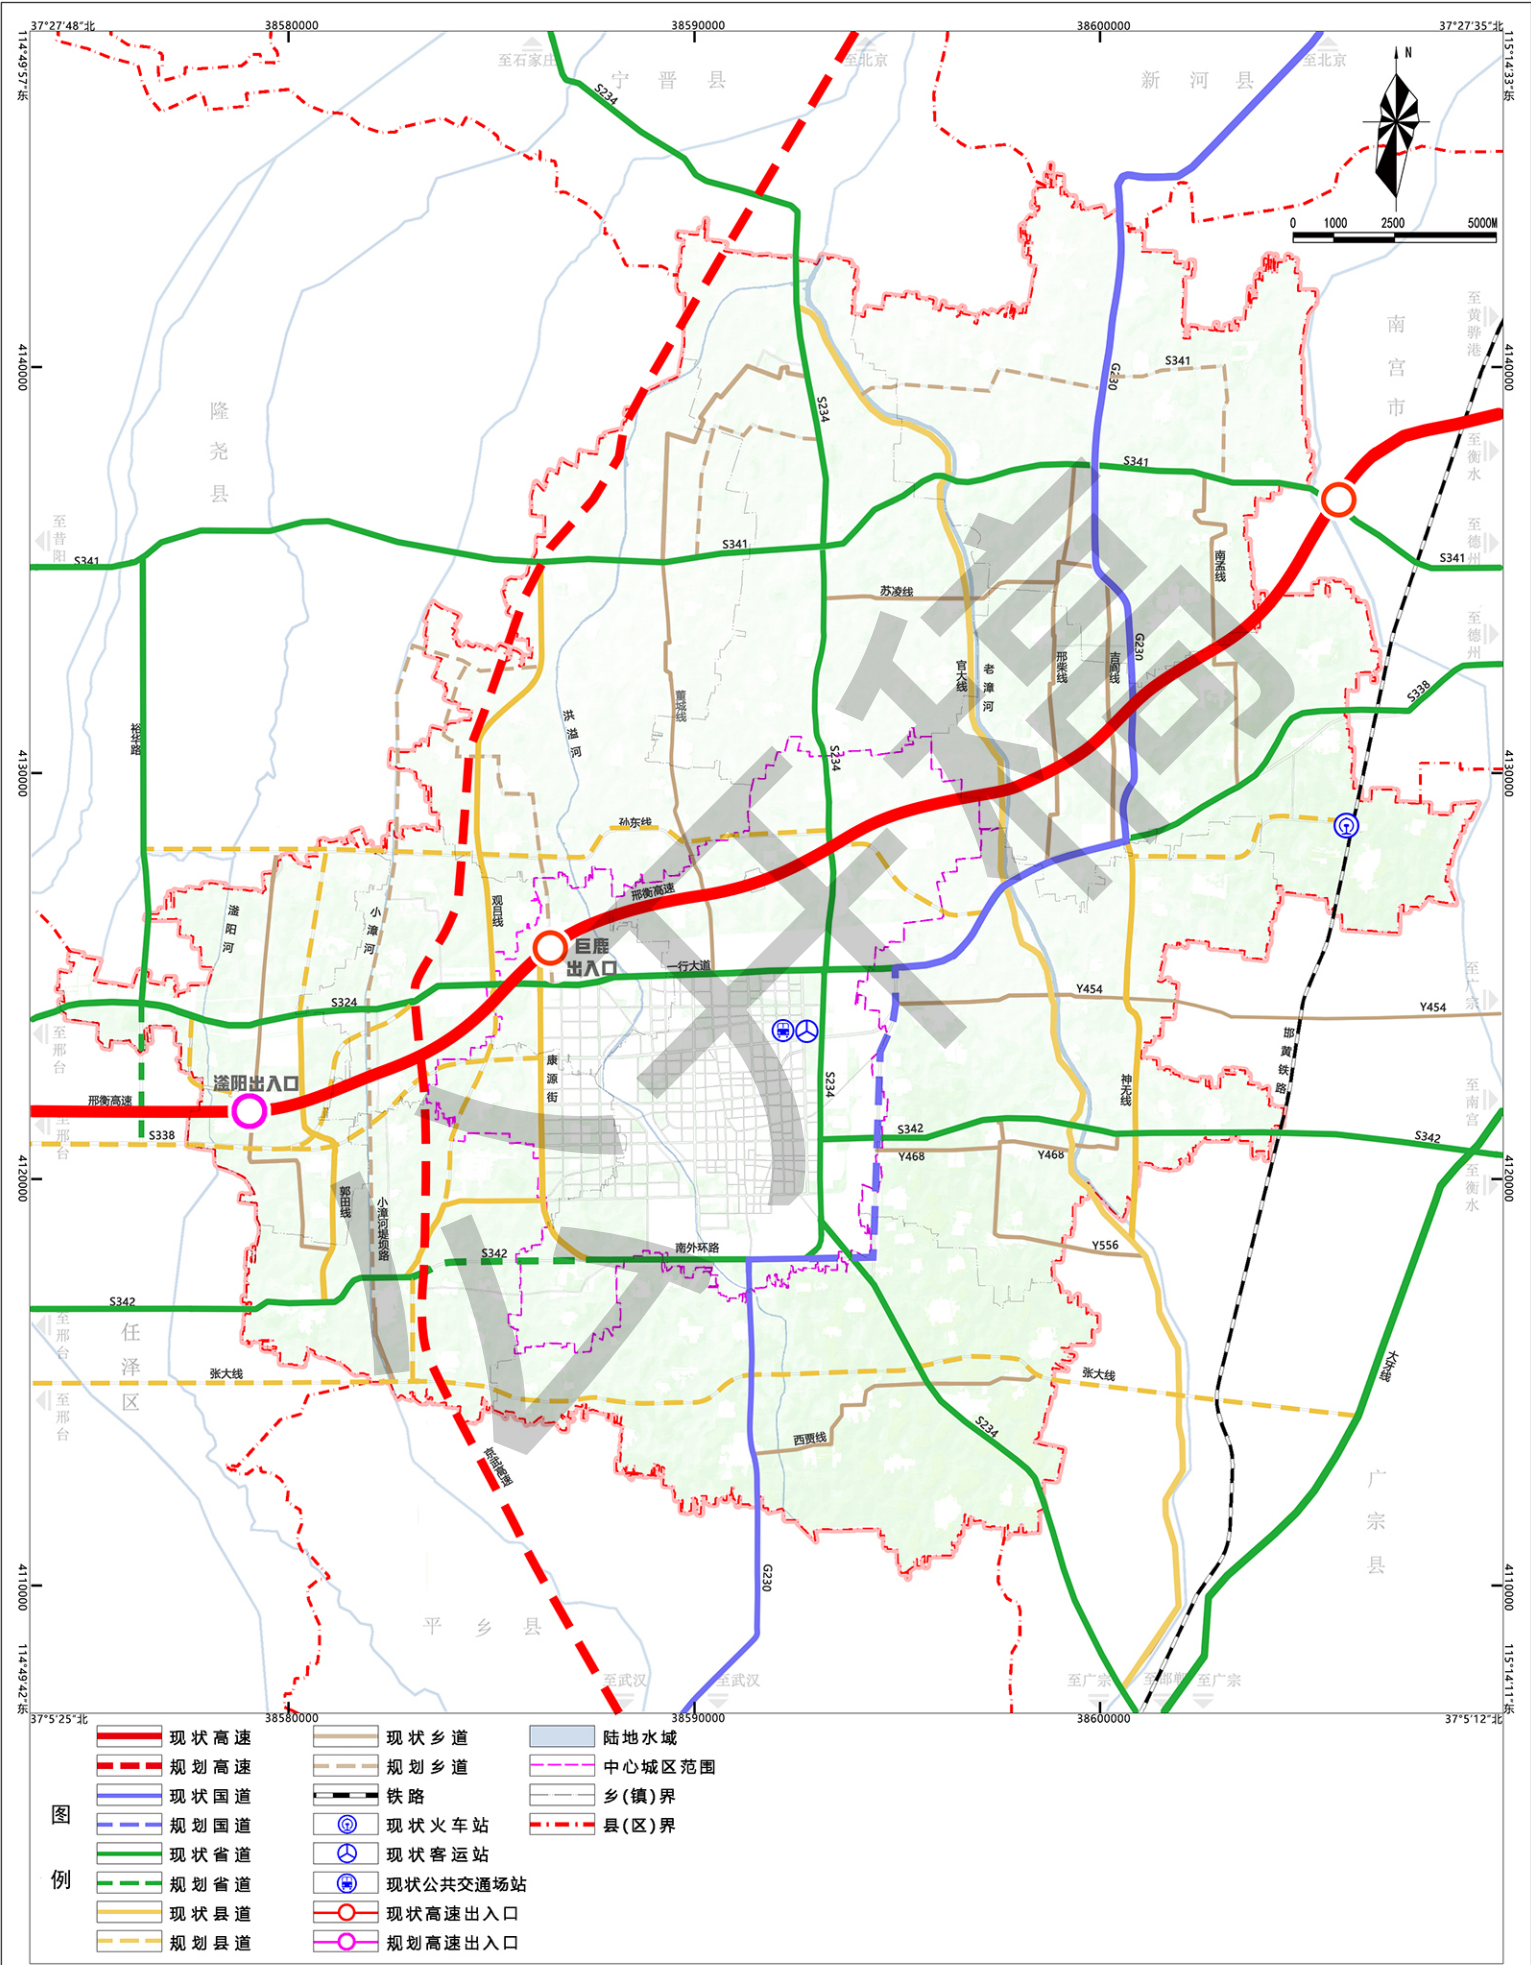 37°27′48″北
38580000
38590000
38600000
37°27′35″北
114°49′57″东
115°14′33″东
至石家庄
宁晋县
至北京
新河县
至北京
N
S234
0 1000 2500 5000M
至黄骅港
南宫市
4140000
4140000
隆尧县
S341
G230
S234
至衡水
S341
至昔阳
S341
S341
至德州
S341
南渚线
苏凌线
至德州
G230
官大线
老漳河
邢柴线
吉阎线
董城线
洪溢河
S338
裕华路
S234
4130000
4130000
孙东线
邢衡高速
观吕线
小漳河
滏阳河
巨鹿
出入口
一行大道
至广宗
S324
Y454
Y454
至邢台
邯黄铁路
康源街
S234
神无线
滏阳出入口
邢衡高速
至南宫
至邢台
S338
S342
S342
Y468
Y468
4120000
4120000
至衡水
郭田线
小漳河堤坝路
S342
南外环路
Y556
S342
至邢台
任泽区
大牙线
张大线
张大线
至邢台
S234
西贾线
京临高速
广宗县
G230
4110000
4110000
平乡县
至武汉
至武汉
至广宗
至邯郸
至广宗
114°49′42″东
115°14′11″东
37°5′25″北
38580000
38590000
38600000
37°5′12″北
公示稿
图例
现状高速
规划高速
现状国道
规划国道
现状省道
规划省道
现状县道
规划县道
现状乡道
规划乡道
铁路
现状火车站
现状客运站
现状公共交通场站
现状高速出入口
规划高速出入口
陆地水域
中心城区范围
乡(镇)界
县(区)界